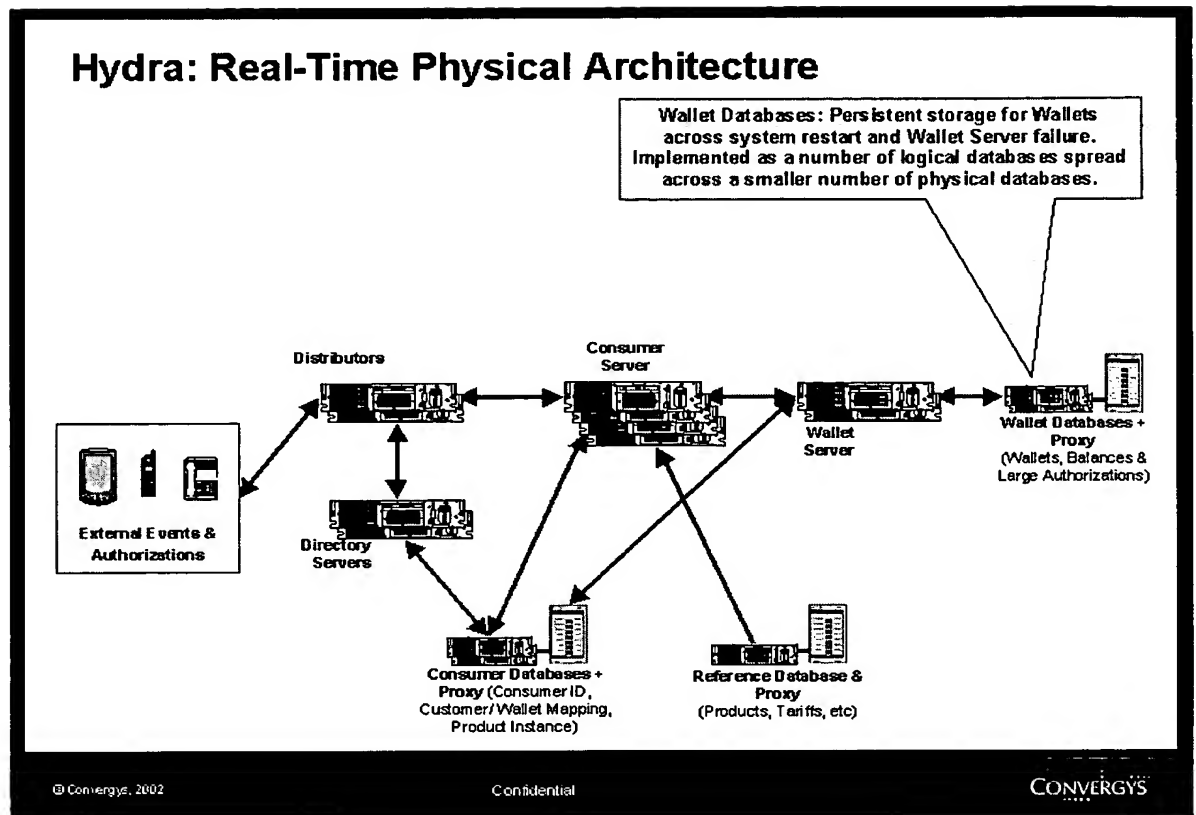 Hydra: Real-Time Physical Architecture
Wallet Databases: Persistent storage for Wallets
across system restart and Wallet Server failure.
Implemented as a number of logical databases spread
across a smaller number of physical databases.
Distributors
Consumer
Server
Wallet
Server
Wallet Databases +
Proxy
(Wallets, Balances &
Large Authorizations)
External Events &
Authorizations
Directory
Servers
Consumer Databases +
Proxy (Consumer ID,
Customer/Wallet Mapping,
Product Instance)
Reference Database &
Proxy
(Products, Tariffs, etc)
© Convergys, 2002
Confidential
CONVERGYS